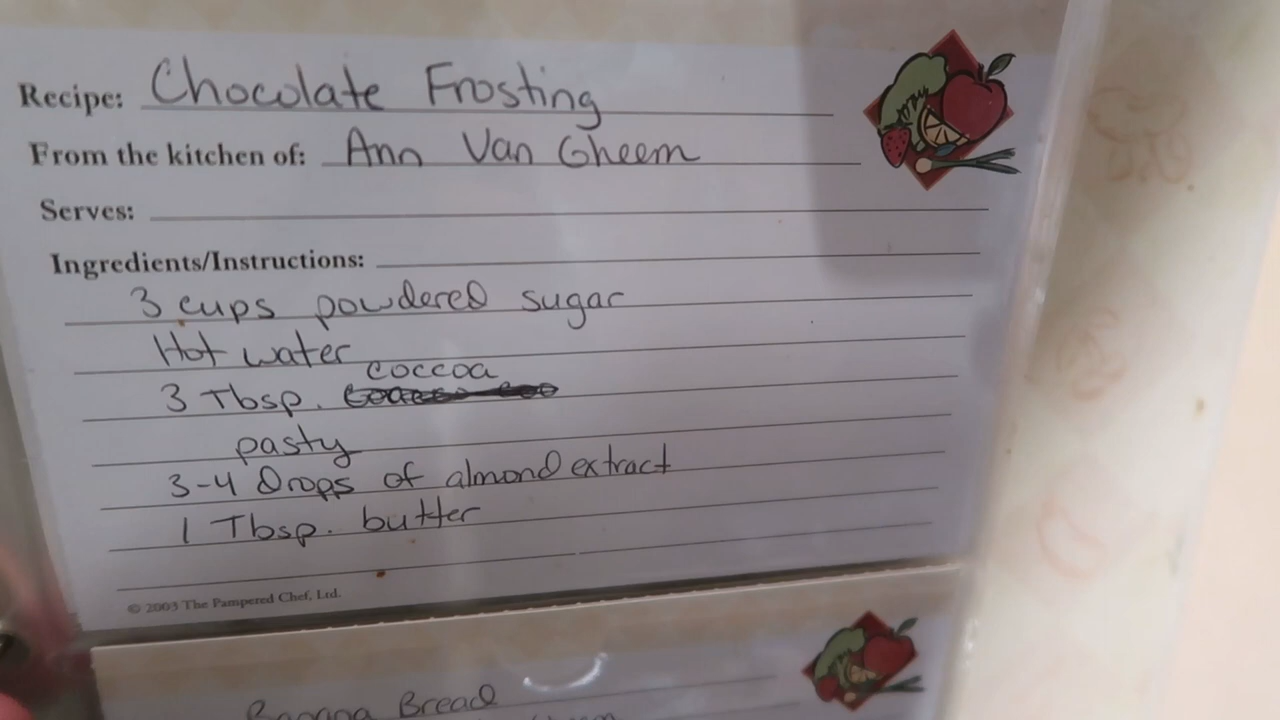 Recipe: Chocolate Frosting
From the kitchen of: Ann Van Gheem
Serves:
Ingredients/Instructions:
3 cups powdered sugar
Hot water
coccoa
3 Tbsp.
pasty
3-4 Drops of almond extract
1 Tbsp. butter
© 2003 The Pampered Chef, Ltd.
Banana Bread